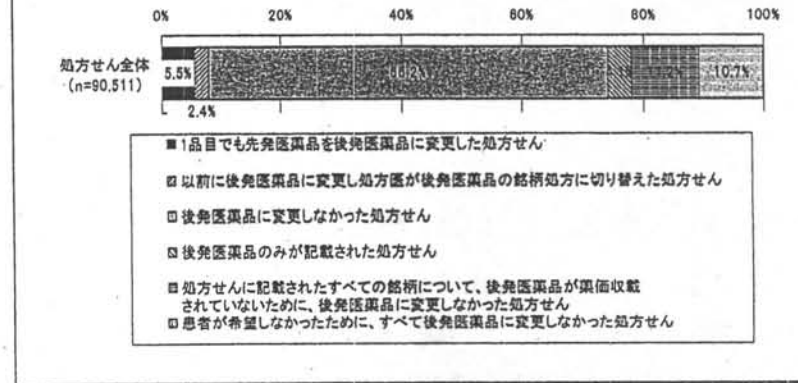 0% 20% 40% 60% 80% 100%
処方せん全体
(n=90,511)
5.5% 10.7%
2.4%
■1品目でも先発医薬品を後発医薬品に変更した処方せん
以前に後発医薬品に変更し処方医が後発医薬品の銘柄処方に切り替えた処方せん
後発医薬品に変更しなかった処方せん
後発医薬品のみが記載された処方せん
処方せんに記載されたすべての銘柄について、後発医薬品が薬価収載
されていないために、後発医薬品に変更しなかった処方せん
患者が希望しなかったために、すべて後発医薬品に変更しなかった処方せん